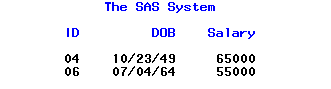 The SAS System
ID DOB Salary
04 10/23/49 65000
06 07/04/64 55000